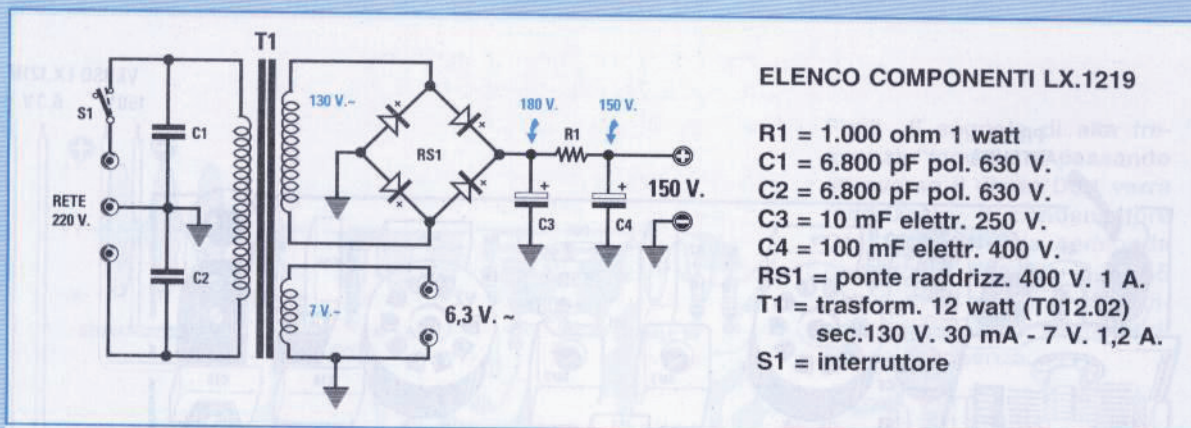 T1
S1
C1
RETE
220 V.
C2
130 V.~
RS1
7 V.~
6,3 V. ~
180 V.
150 V.
R1
+
+
C3
C4
150 V.
ELENCO COMPONENTI LX.1219
R1 = 1.000 ohm 1 watt
C1 = 6.800 pF pol. 630 V.
C2 = 6.800 pF pol. 630 V.
C3 = 10 mF elettr. 250 V.
C4 = 100 mF elettr. 400 V.
RS1 = ponte raddrizz. 400 V. 1 A.
T1 = trasform. 12 watt (T012.02)
sec.130 V. 30 mA - 7 V. 1,2 A.
S1 = interruttore